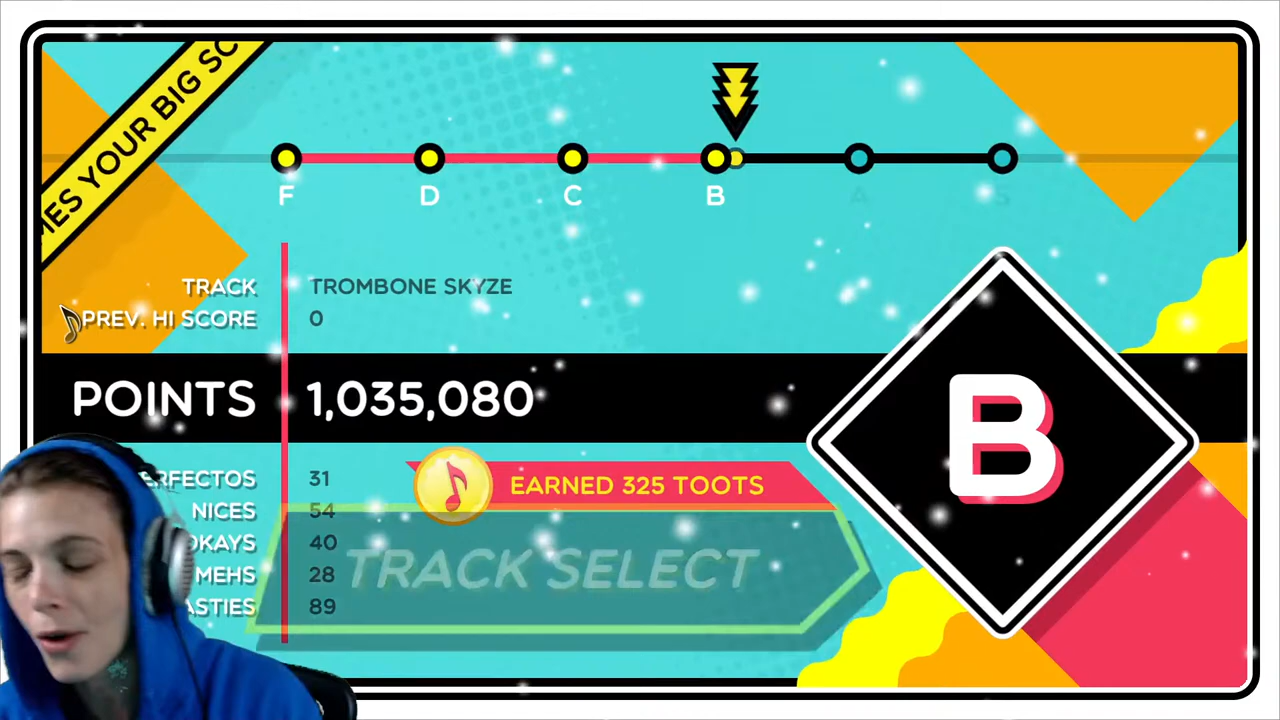 MES YOUR BIG SC
F D C B A S
TRACK TROMBONE SKYZE
PREV. HI SCORE 0
POINTS 1,035,080
B
ERFECTOS 31
EARNED 325 TOOTS
NICES 54
OKAYS 40
TRACK SELECT
MEHS 28
ASTIES 89